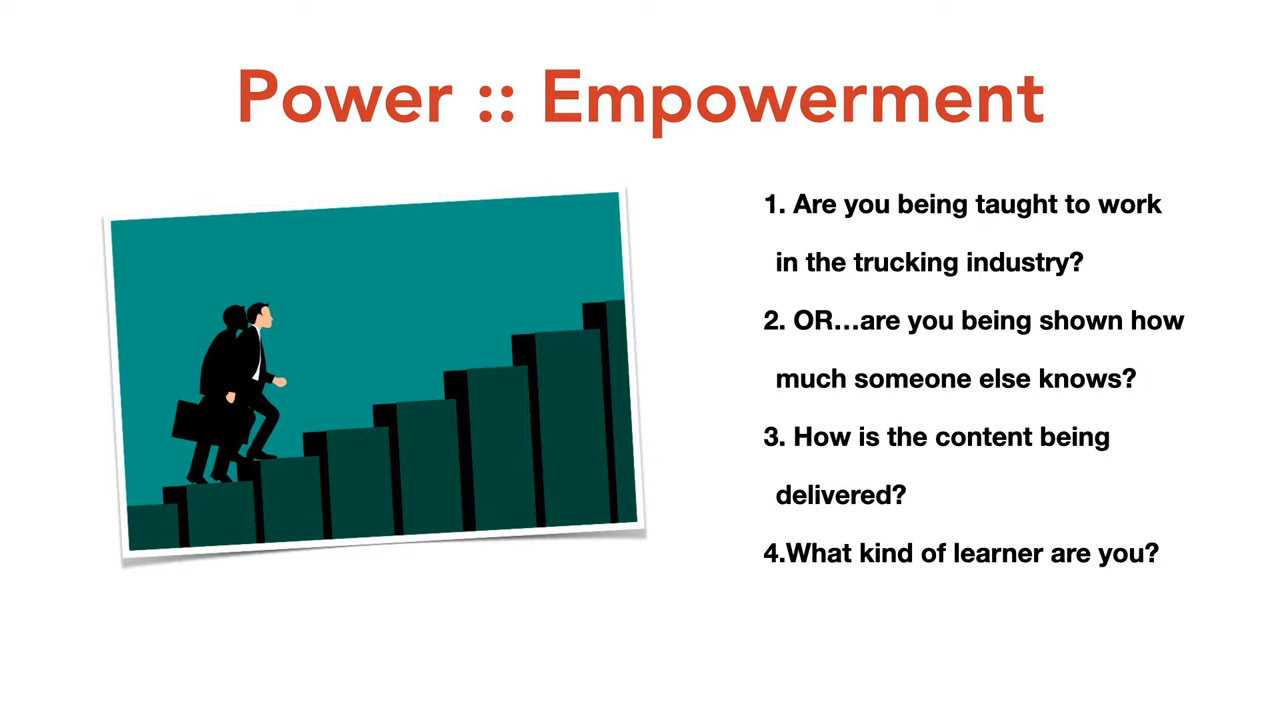 Power :: Empowerment
1. Are you being taught to work
in the trucking industry?
2. OR…are you being shown how
much someone else knows?
3. How is the content being
delivered?
4.What kind of learner are you?